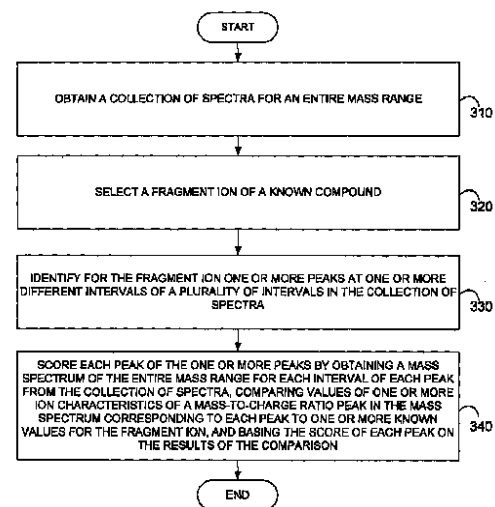 START
OBTAIN A COLLECTION OF SPECTRA FOR AN ENTIRE MASS RANGE
310
SELECT A FRAGMENT ION OF A KNOWN COMPOUND
320
IDENTIFY FOR THE FRAGMENT ION ONE OR MORE PEAKS AT ONE OR MORE
DIFFERENT INTERVALS OF A PLURALITY OF INTERVALS IN THE COLLECTION OF
SPECTRA
330
SCORE EACH PEAK OF THE ONE OR MORE PEAKS BY OBTAINING A MASS
SPECTRUM OF THE ENTIRE MASS RANGE FOR EACH INTERVAL OF EACH PEAK
FROM THE COLLECTION OF SPECTRA, COMPARING VALUES OF ONE OR MORE
ION CHARACTERISTICS OF A MASS-TO-CHARGE RATIO PEAK IN THE MASS
SPECTRUM CORRESPONDING TO EACH PEAK TO ONE OR MORE KNOWN
VALUES FOR THE FRAGMENT ION, AND BASING THE SCORE OF EACH PEAK ON
THE RESULTS OF THE COMPARISON
340
END